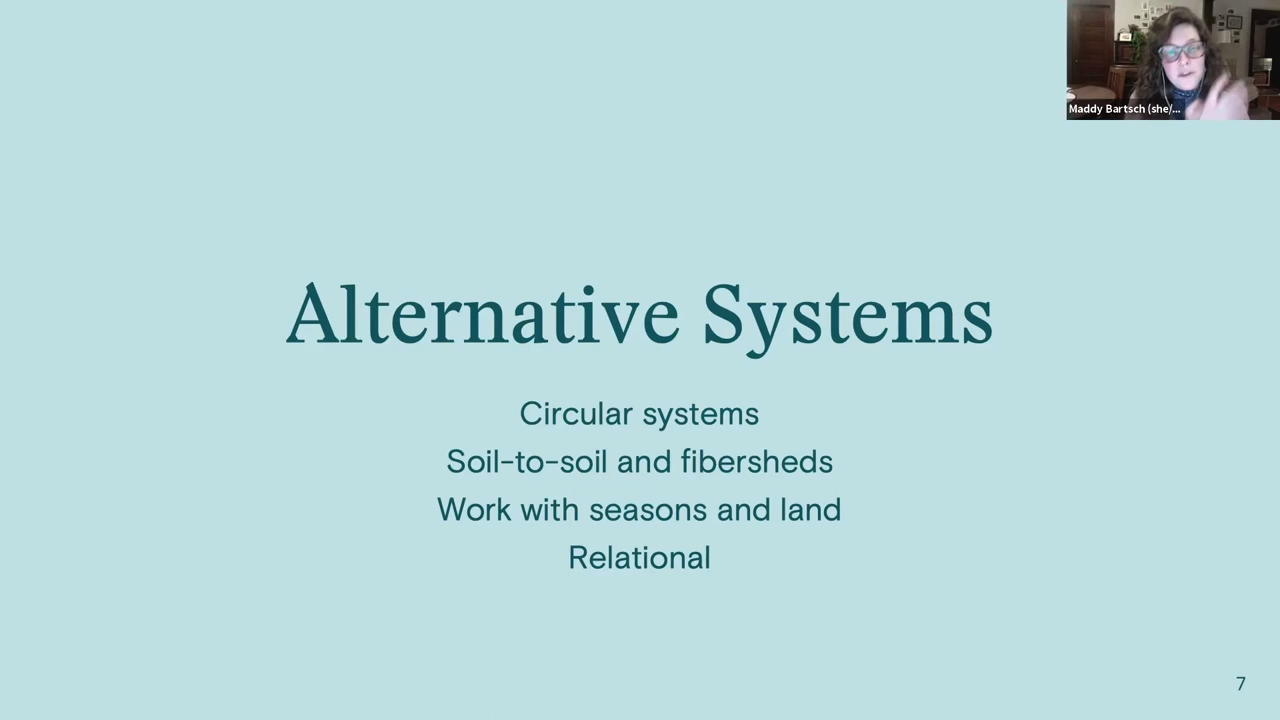 Maddy Bartsch (she/...
Alternative Systems
Circular systems
Soil-to-soil and fibersheds
Work with seasons and land
Relational
7